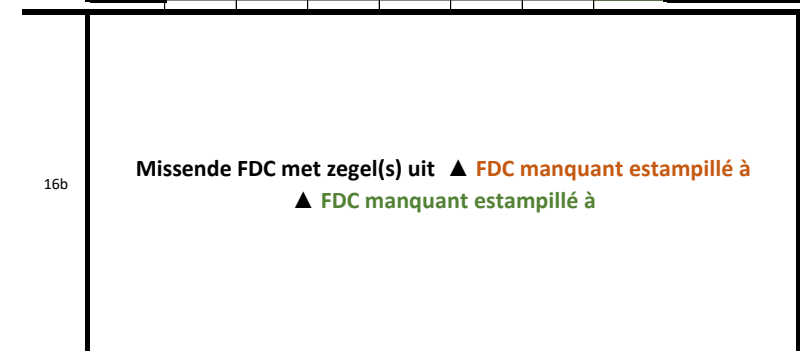 Missende FDC met zegel(s) uit ▲ FDC manquant estampillé à
16b
▲ FDC manquant estampillé à